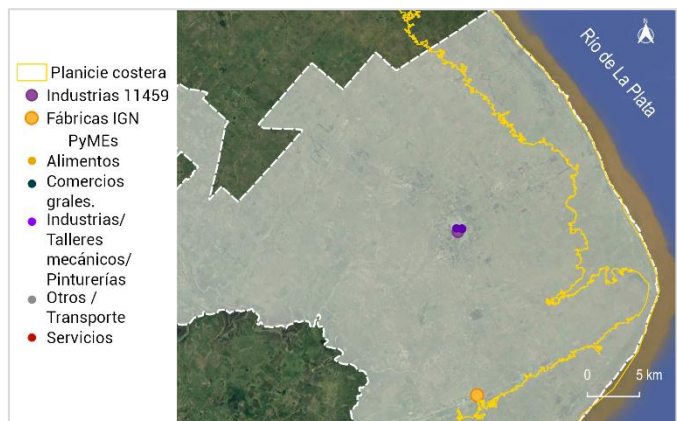 Planicie costera
Industrias 11459
Fábricas IGN
PyMEs
Alimentos
Comercios
grales.
Industrias/
Talleres
mecánicos/
Pinturerías
Otros /
Transporte
Servicios
N
Río de La Plata
0 5 km